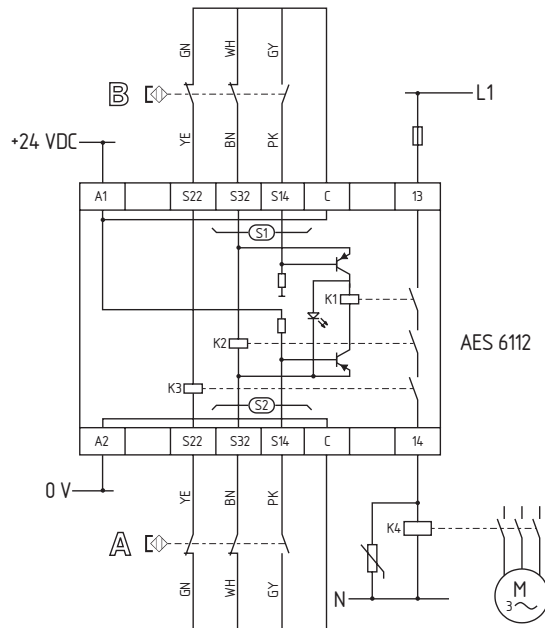 GN WH GY
B
YE BN PK
L1
+24 VDC
A1 S22 S32 S14 C 13
S1
K1
K2
AES 6112
K3
S2
A2 S22 S32 S14 C 14
0 V
YE BN PK
A
K4
GN WH GY
N
M
3